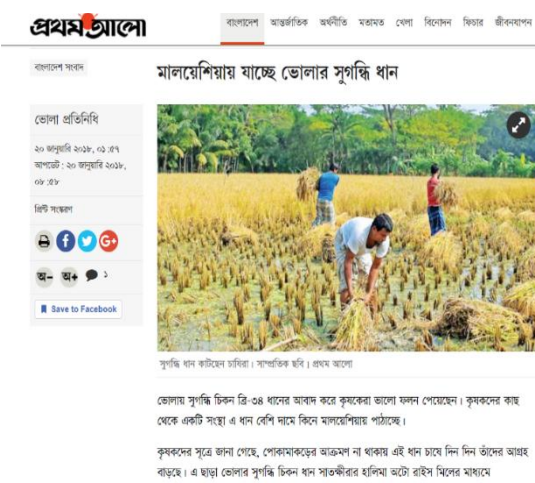 প্রথম আলো
বাংলাদেশ আন্তর্জাতিক অর্থনীতি মতামত খেলা বিনোদন ফিচার জীবনযাপন
বাংলাদেশ সংবাদ
মালয়েশিয়ায় যাচ্ছে ভোলার সুগন্ধি ধান
ভোলা প্রতিনিধি
২০ জানুয়ারি ২০১৮, ০১:৫৭
আপডেট: ২০ জানুয়ারি ২০১৮,
০৮:৫৮
প্রিন্ট সংস্করণ
G+
অ- অ+ ১
Save to Facebook
সুগন্ধি ধান কাটছেন চাষিরা। সাম্প্রতিক ছবি। প্রথম আলো
ভোলায় সুগন্ধি চিকন ব্রি-৩৪ ধানের আবাদ করে কৃষকেরা ভালো ফলন পেয়েছেন। কৃষকদের কাছ
থেকে একটি সংস্থা এ ধান বেশি দামে কিনে মালয়েশিয়ায় পাঠাচ্ছে।
কৃষকদের সূত্রে জানা গেছে, পোকামাকড়ের আক্রমণ না থাকায় এই ধান চাষে দিন দিন তাঁদের আগ্রহ
বাড়ছে। এ ছাড়া ভোলার সুগন্ধি চিকন ধান সাতক্ষীরার হালিমা অটো রাইস মিলের মাধ্যমে